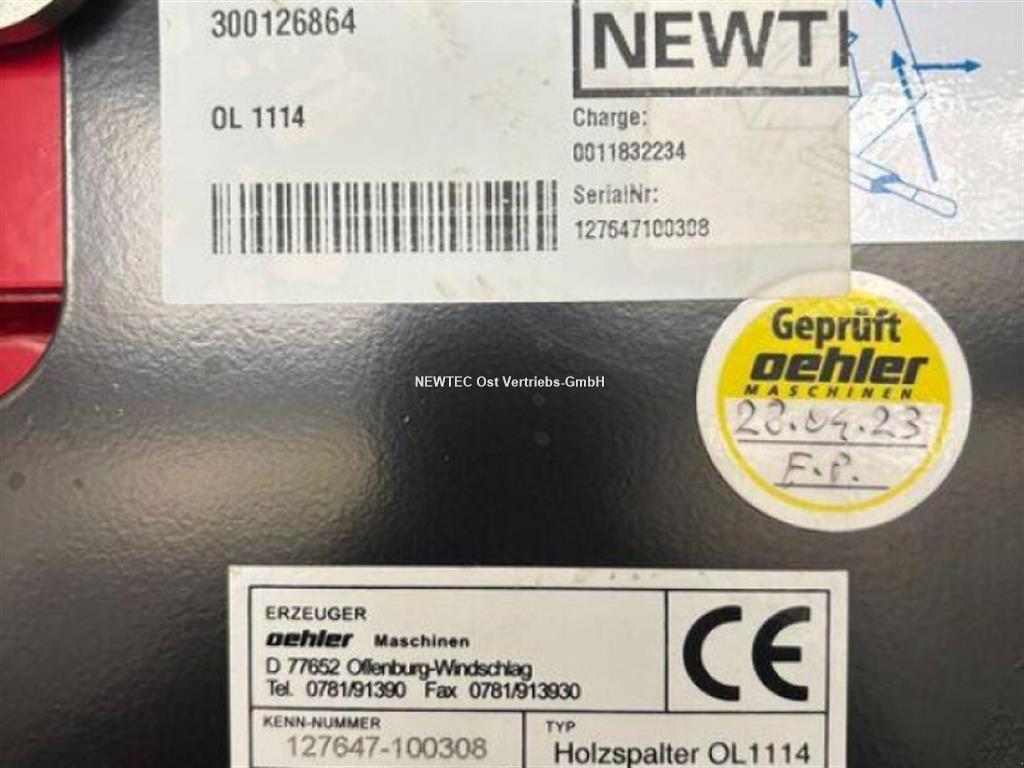 300126864
OL 1114
NEWT
Charge:
0011832234
SerialNr:
127647100308
Geprüft
oehler
MASCHINEN
28.04.23
F.P.
NEWTEC Ost Vertriebs-GmbH
ERZEUGER
oehler Maschinen
D 77652 Offenburg-Windschlag
Tel. 0781/91390 Fax 0781/913930
CE
KENN-NUMMER
127647-100308
TYP
Holzspalter OL1114